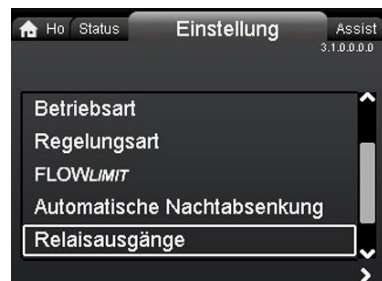 Ho Status Einstellung Assist
3.1.0.0.0.0
Betriebsart
Regelungsart
FLOWLIMIT
Automatische Nachtabsenkung
Relaisausgänge